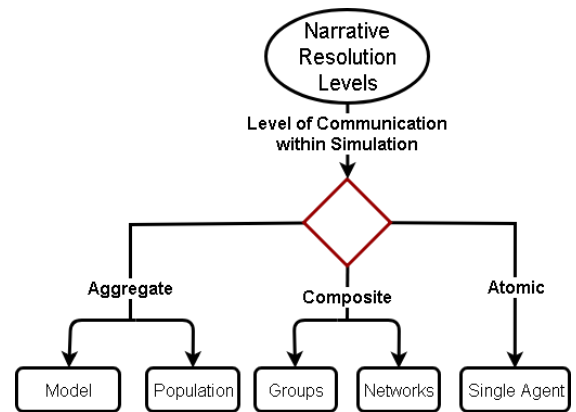 Narrative
Resolution
Levels
Level of Communication
within Simulation
Aggregate
Composite
Atomic
Model
Population
Groups
Networks
Single Agent